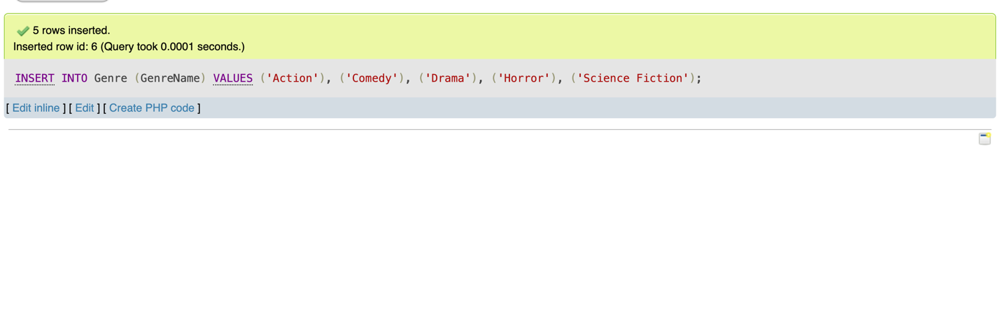 5 rows inserted.
Inserted row id: 6 (Query took 0.0001 seconds.)
INSERT INTO Genre (GenreName) VALUES ('Action'), ('Comedy'), ('Drama'), ('Horror'), ('Science Fiction');
[ Edit inline ] [ Edit ] [ Create PHP code ]